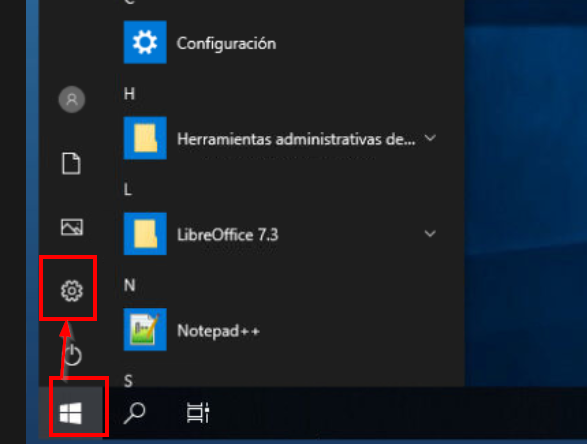 C
Configuración
H
Herramientas administrativas de...
L
LibreOffice 7.3
N
Notepad++
S